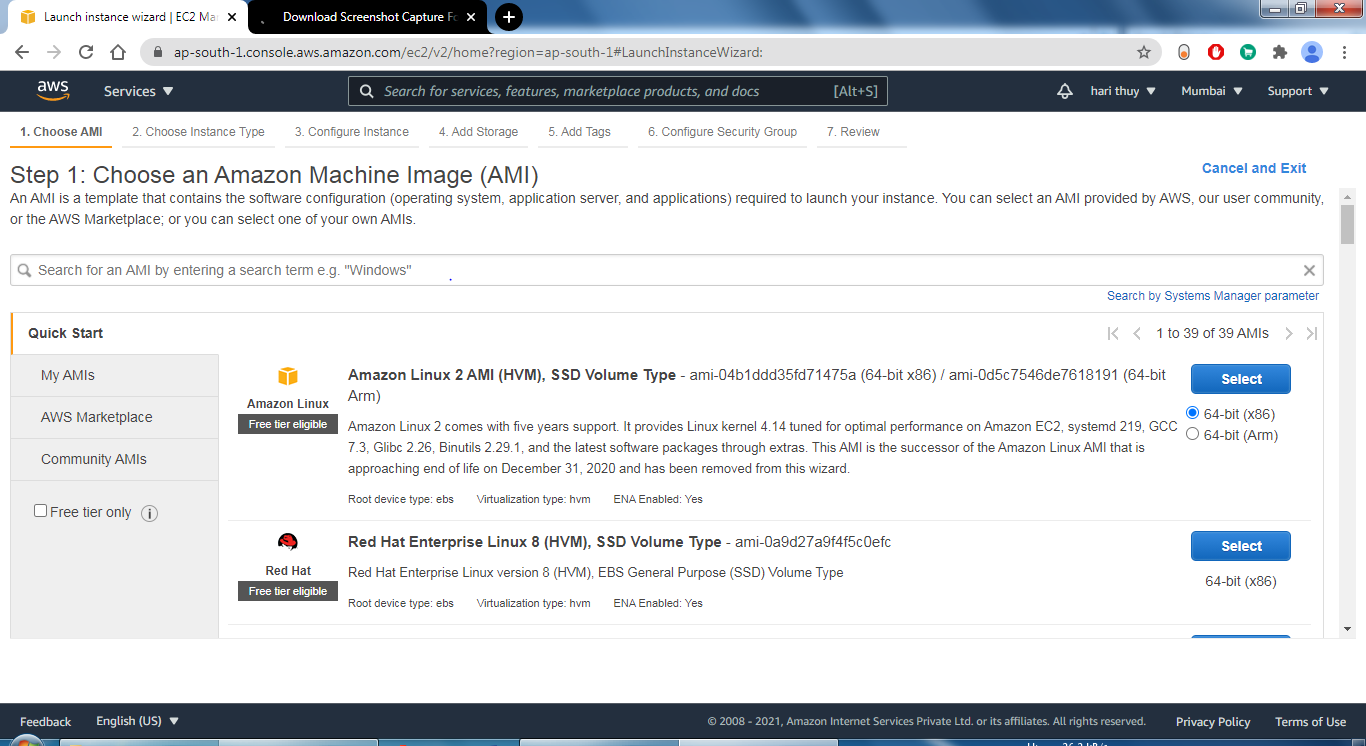 Launch instance wizard | EC2 Ma
Download Screenshot Capture Fo
ap-south-1.console.aws.amazon.com/ec2/v2/home?region=ap-south-1#LaunchInstanceWizard:
aws Services Search for services, features, marketplace products, and docs [Alt+S] hari thuy Mumbai Support
1. Choose AMI 2. Choose Instance Type 3. Configure Instance 4. Add Storage 5. Add Tags 6. Configure Security Group 7. Review
Step 1: Choose an Amazon Machine Image (AMI)
Cancel and Exit
An AMI is a template that contains the software configuration (operating system, application server, and applications) required to launch your instance. You can select an AMI provided by AWS, our user community,
or the AWS Marketplace; or you can select one of your own AMIs.
Search for an AMI by entering a search term e.g. "Windows"
Search by Systems Manager parameter
Quick Start
1 to 39 of 39 AMIs
My AMIs
AWS Marketplace
Community AMIs
Free tier only
Amazon Linux
Free tier eligible
Amazon Linux 2 AMI (HVM), SSD Volume Type - ami-04b1ddd35fd71475a (64-bit x86) / ami-0d5c7546de7618191 (64-bit
Arm)
Amazon Linux 2 comes with five years support. It provides Linux kernel 4.14 tuned for optimal performance on Amazon EC2, systemd 219, GCC
7.3, Glibc 2.26, Binutils 2.29.1, and the latest software packages through extras. This AMI is the successor of the Amazon Linux AMI that is
approaching end of life on December 31, 2020 and has been removed from this wizard.
Root device type: ebs Virtualization type: hvm ENA Enabled: Yes
Select
64-bit (x86)
64-bit (Arm)
Red Hat
Free tier eligible
Red Hat Enterprise Linux 8 (HVM), SSD Volume Type - ami-0a9d27a9f4f5c0efc
Red Hat Enterprise Linux version 8 (HVM), EBS General Purpose (SSD) Volume Type
Root device type: ebs Virtualization type: hvm ENA Enabled: Yes
Select
64-bit (x86)
Feedback English (US) © 2008 - 2021, Amazon Internet Services Private Ltd. or its affiliates. All rights reserved. Privacy Policy Terms of Use